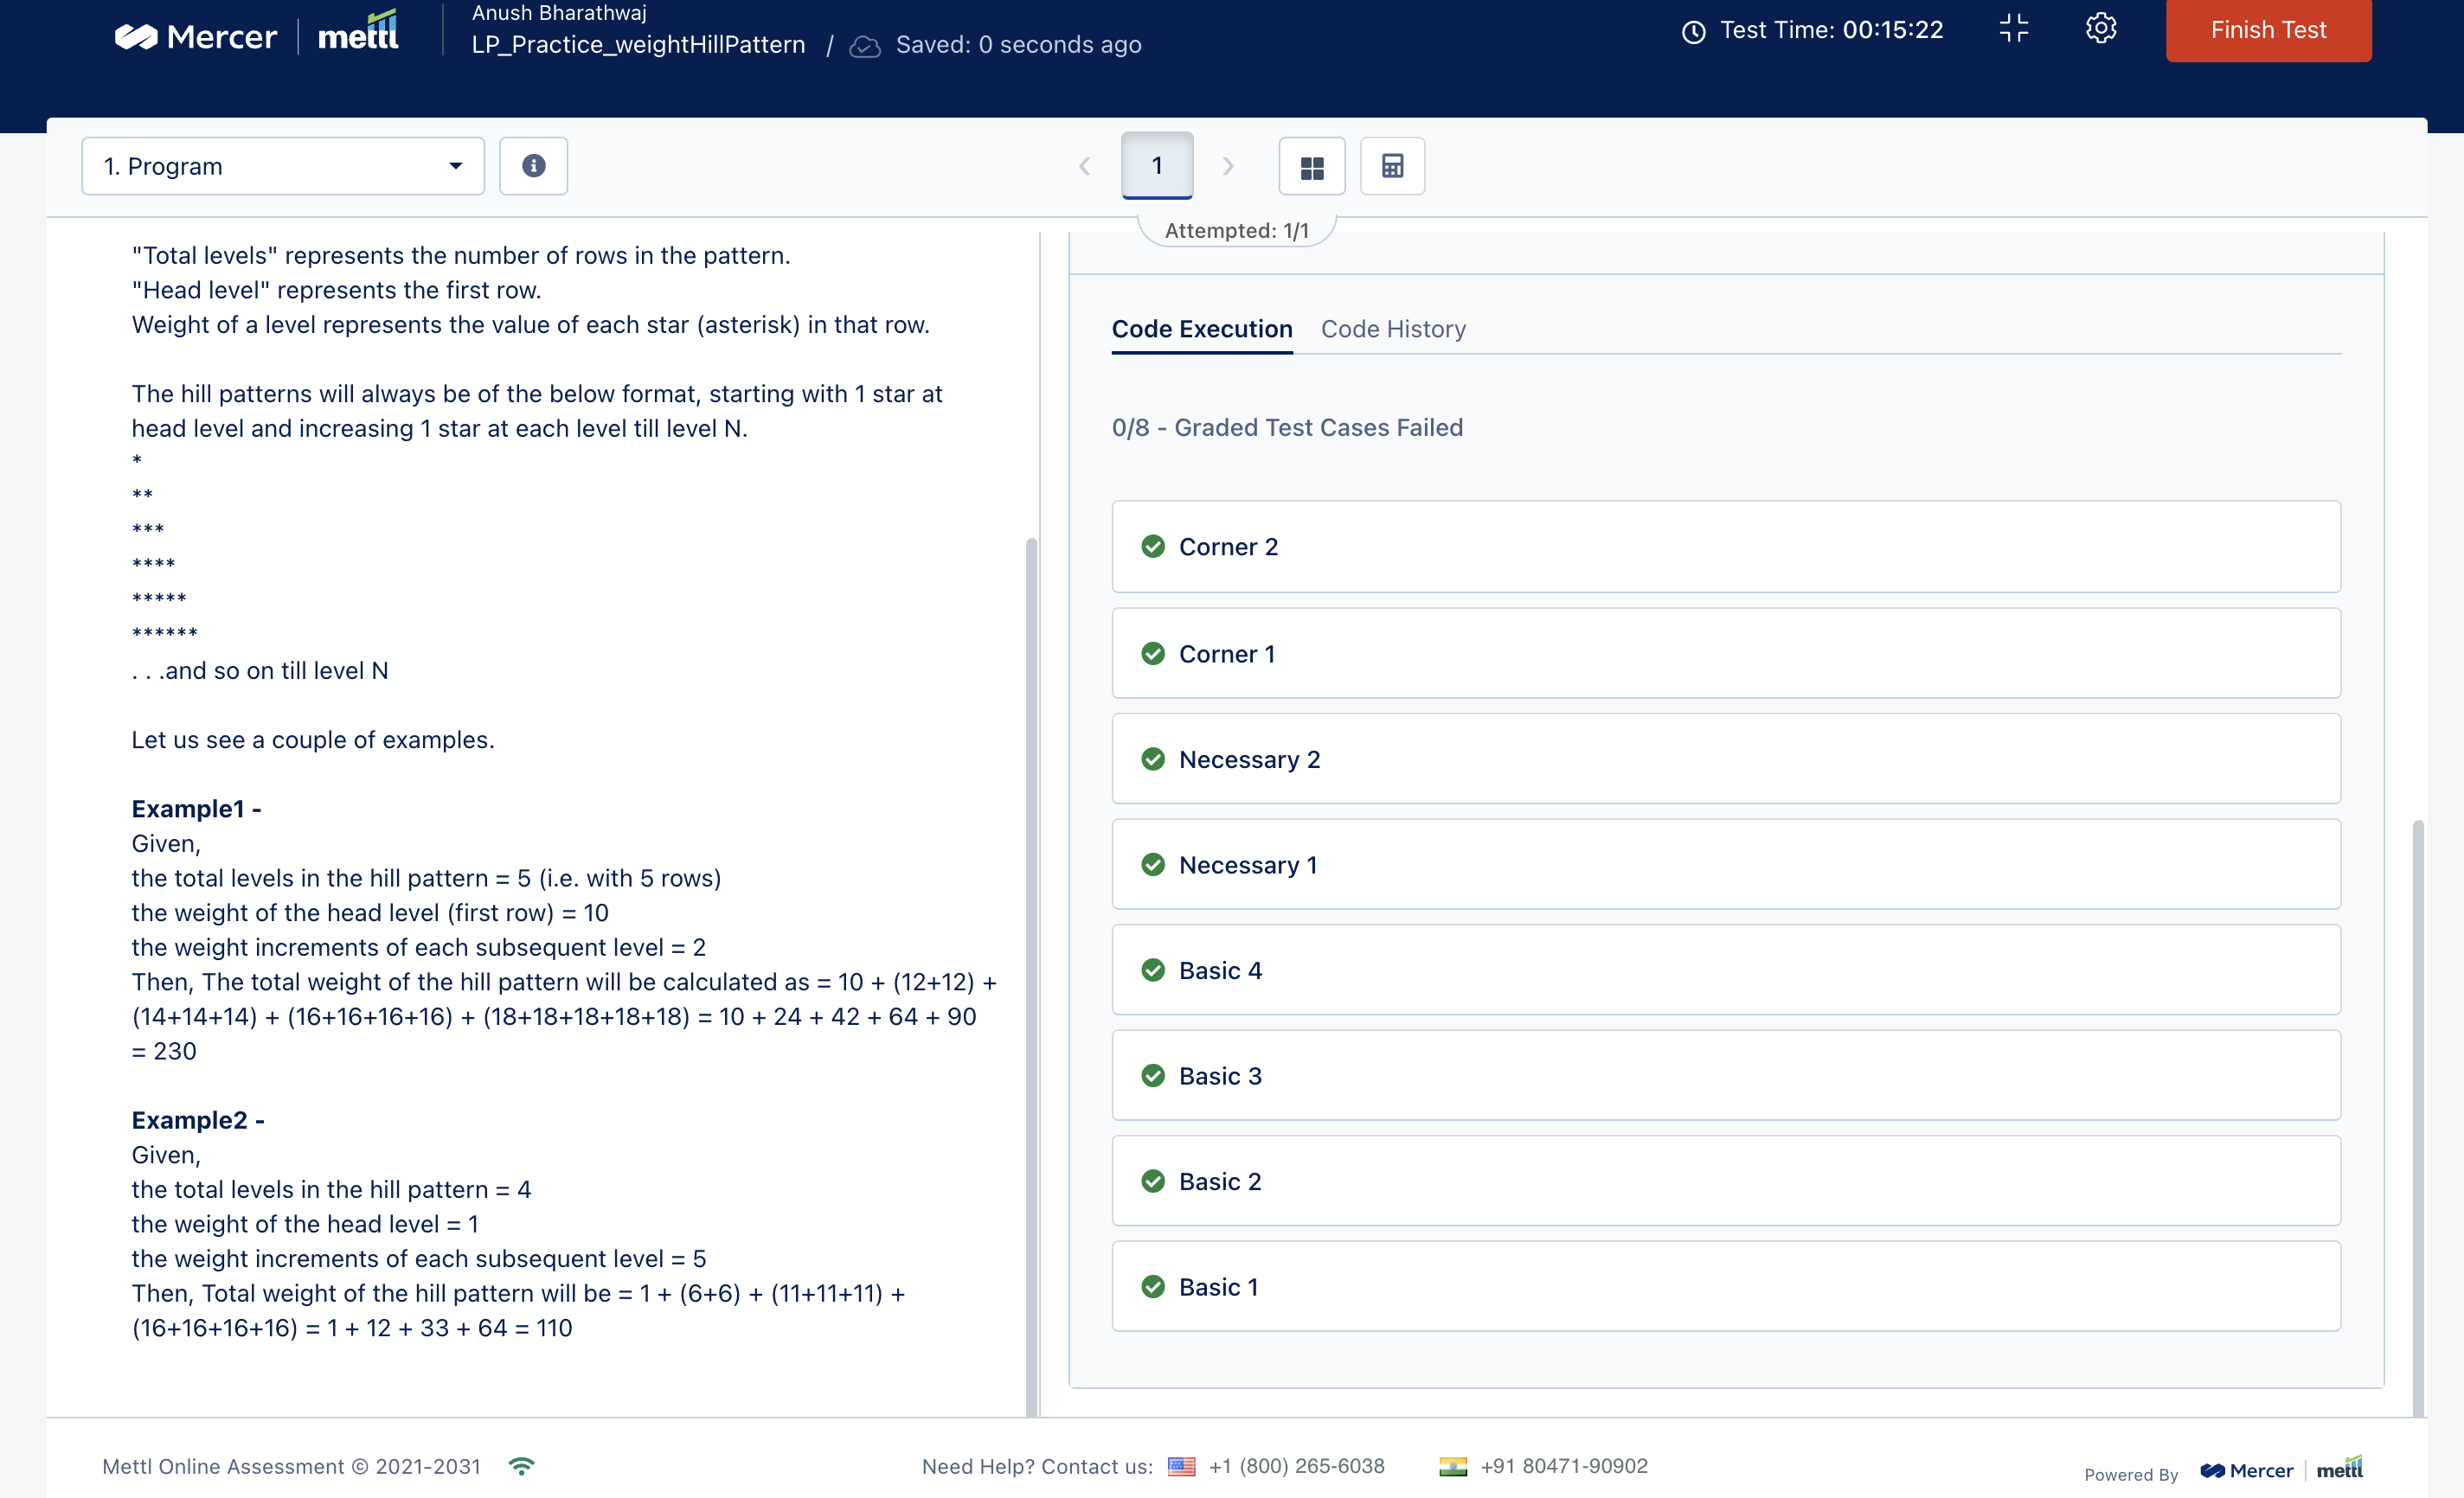 Mercer
mettl
Anush Bharathwaj
LP_Practice_weightHillPattern / Saved: 0 seconds ago
Test Time: 00:15:22
Finish Test
1. Program
1
Attempted: 1/1
"Total levels" represents the number of rows in the pattern.
"Head level" represents the first row.
Weight of a level represents the value of each star (asterisk) in that row.
The hill patterns will always be of the below format, starting with 1 star at
head level and increasing 1 star at each level till level N.
*
**
***
****
*****
******
. . .and so on till level N
Let us see a couple of examples.
Example1 -
Given,
the total levels in the hill pattern = 5 (i.e. with 5 rows)
the weight of the head level (first row) = 10
the weight increments of each subsequent level = 2
Then, The total weight of the hill pattern will be calculated as = 10 + (12+12) +
(14+14+14) + (16+16+16+16) + (18+18+18+18+18) = 10 + 24 + 42 + 64 + 90
= 230
Example2 -
Given,
the total levels in the hill pattern = 4
the weight of the head level = 1
the weight increments of each subsequent level = 5
Then, Total weight of the hill pattern will be = 1 + (6+6) + (11+11+11) +
(16+16+16+16) = 1 + 12 + 33 + 64 = 110
Code Execution Code History
0/8 - Graded Test Cases Failed
Corner 2
Corner 1
Necessary 2
Necessary 1
Basic 4
Basic 3
Basic 2
Basic 1
Mettl Online Assessment © 2021-2031
Need Help? Contact us: +1 (800) 265-6038 +91 80471-90902
Powered By Mercer mettl